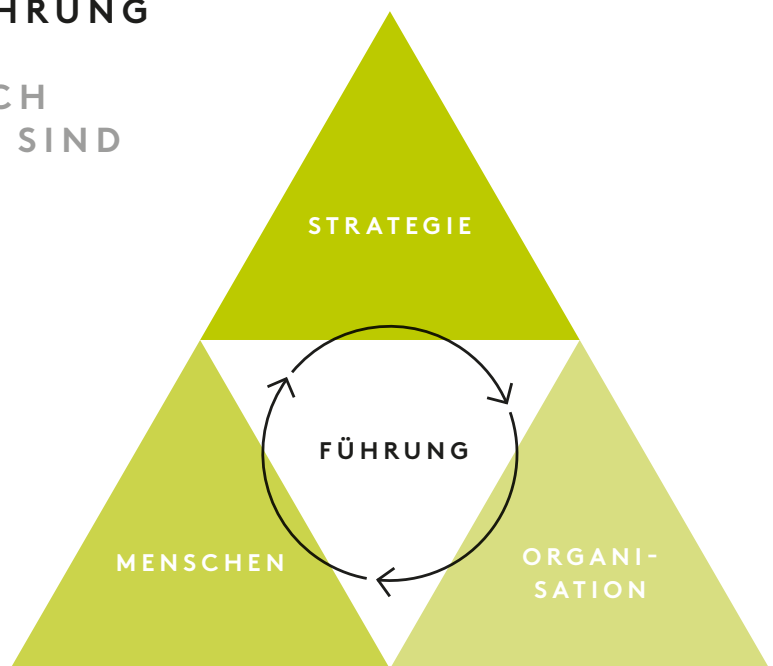 HRUNG
CH
SIND
STRATEGIE
FÜHRUNG
MENSCHEN
ORGANI-
SATION